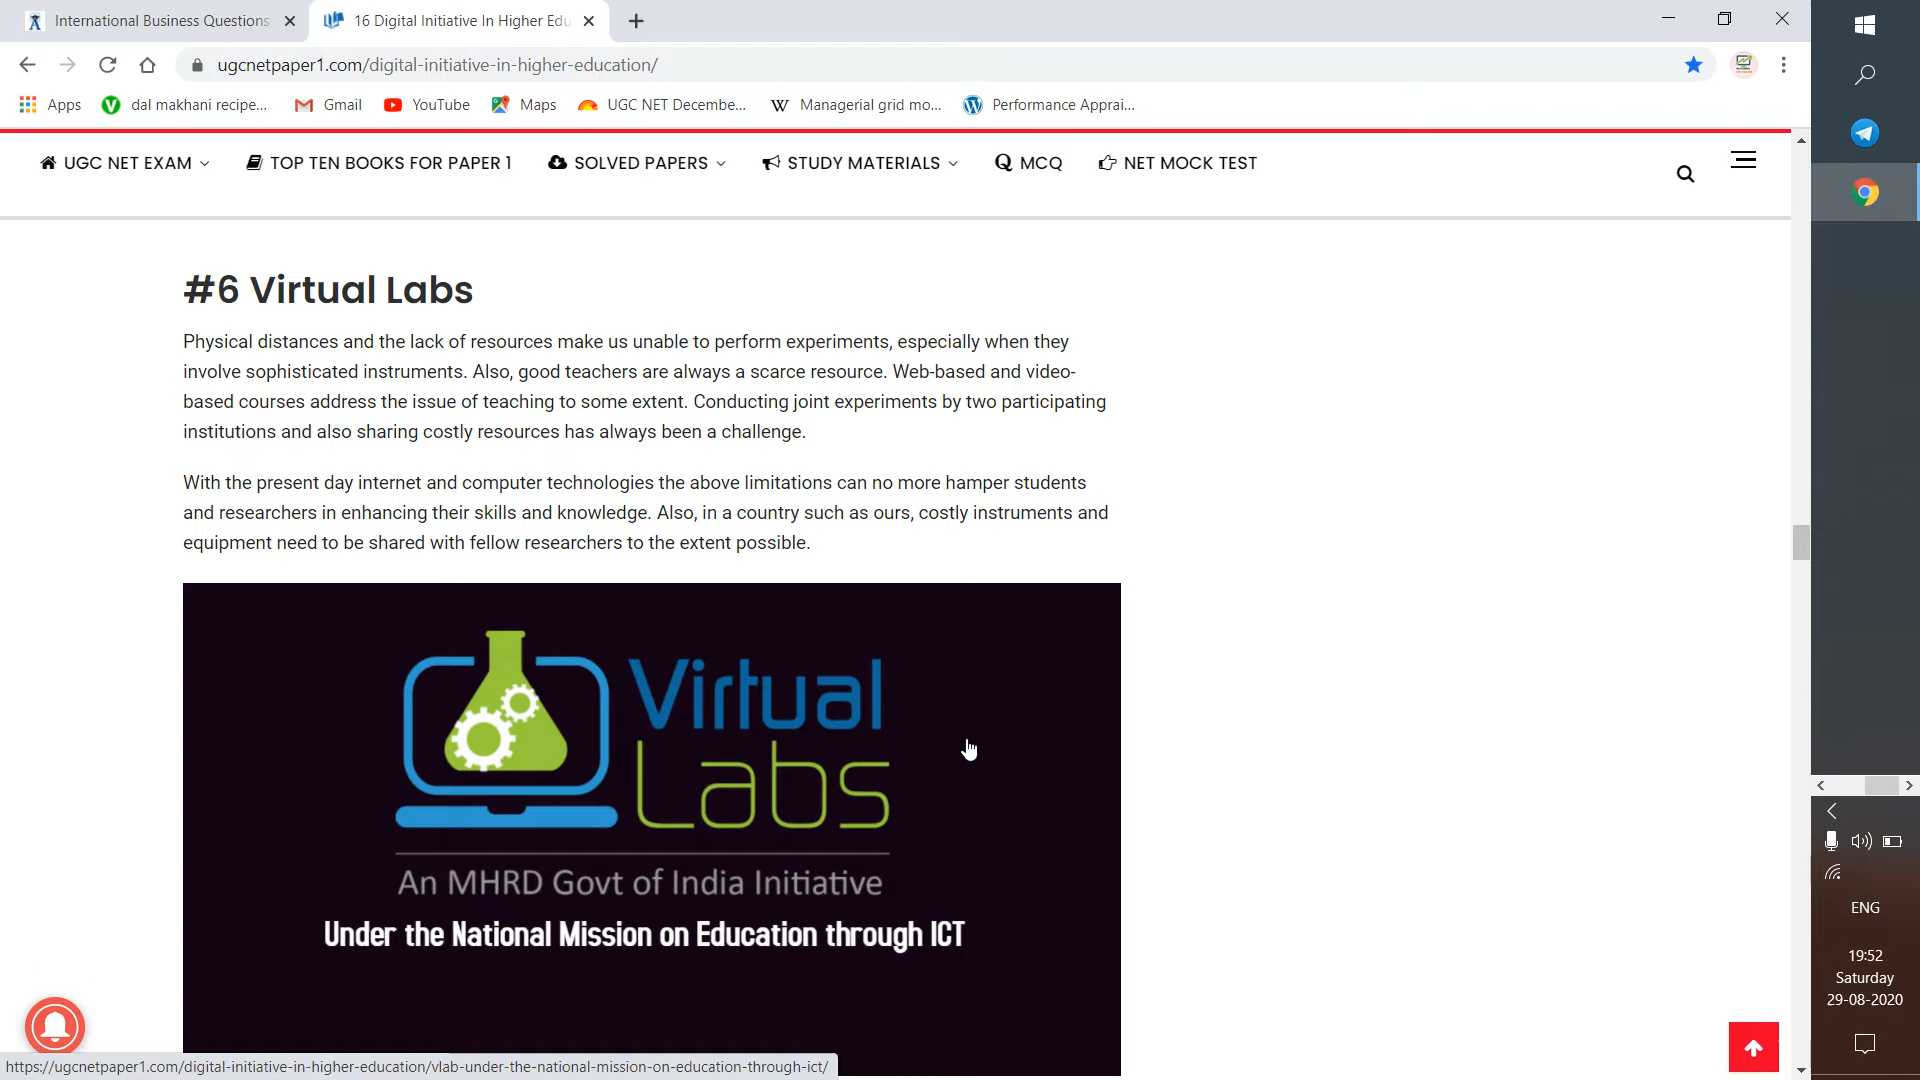 International Business Questions
16 Digital Initiative In Higher Edu
ugcnetpaper1.com/digital-initiative-in-higher-education/
Apps
dal makhani recipe...
Gmail
YouTube
Maps
UGC NET Decembe...
Managerial grid mo...
Performance Apprai...
UGC NET EXAM
TOP TEN BOOKS FOR PAPER 1
SOLVED PAPERS
STUDY MATERIALS
MCQ
NET MOCK TEST
#6 Virtual Labs
Physical distances and the lack of resources make us unable to perform experiments, especially when they
involve sophisticated instruments. Also, good teachers are always a scarce resource. Web-based and video-
based courses address the issue of teaching to some extent. Conducting joint experiments by two participating
institutions and also sharing costly resources has always been a challenge.
With the present day internet and computer technologies the above limitations can no more hamper students
and researchers in enhancing their skills and knowledge. Also, in a country such as ours, costly instruments and
equipment need to be shared with fellow researchers to the extent possible.
Virtual
Labs
An MHRD Govt of India Initiative
Under the National Mission on Education through ICT
https://ugcnetpaper1.com/digital-initiative-in-higher-education/vlab-under-the-national-mission-on-education-through-ict/
ENG
19:52
Saturday
29-08-2020